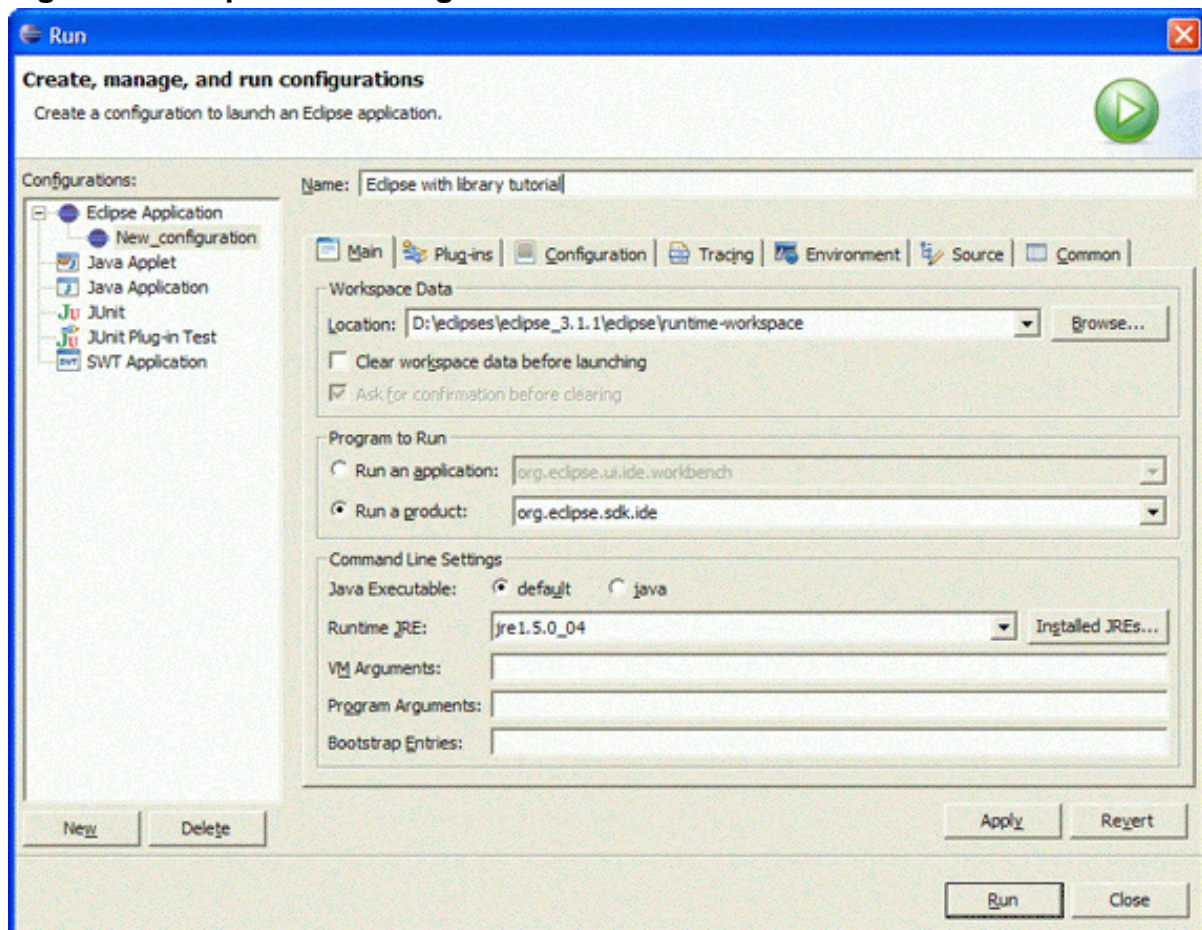 Run
Create, manage, and run configurations
Create a configuration to launch an Eclipse application.
Configurations:
Eclipse Application
New_configuration
Java Applet
Java Application
JUnit
JUnit Plug-in Test
SWT Application
New
Delete
Name: Eclipse with library tutorial
Main Plug-ins Configuration Tracing Environment Source Common
Workspace Data
Location: D:\eclipses\eclipse_3.1.1\eclipse\runtime-workspace Browse...
Clear workspace data before launching
Ask for confirmation before clearing
Program to Run
Run an application: org.eclipse.ui.ide.workbench
Run a product: org.eclipse.sdk.ide
Command Line Settings
Java Executable: default java
Runtime JRE: jre1.5.0_04 Installed JREs...
VM Arguments:
Program Arguments:
Bootstrap Entries:
Apply Revert
Run Close